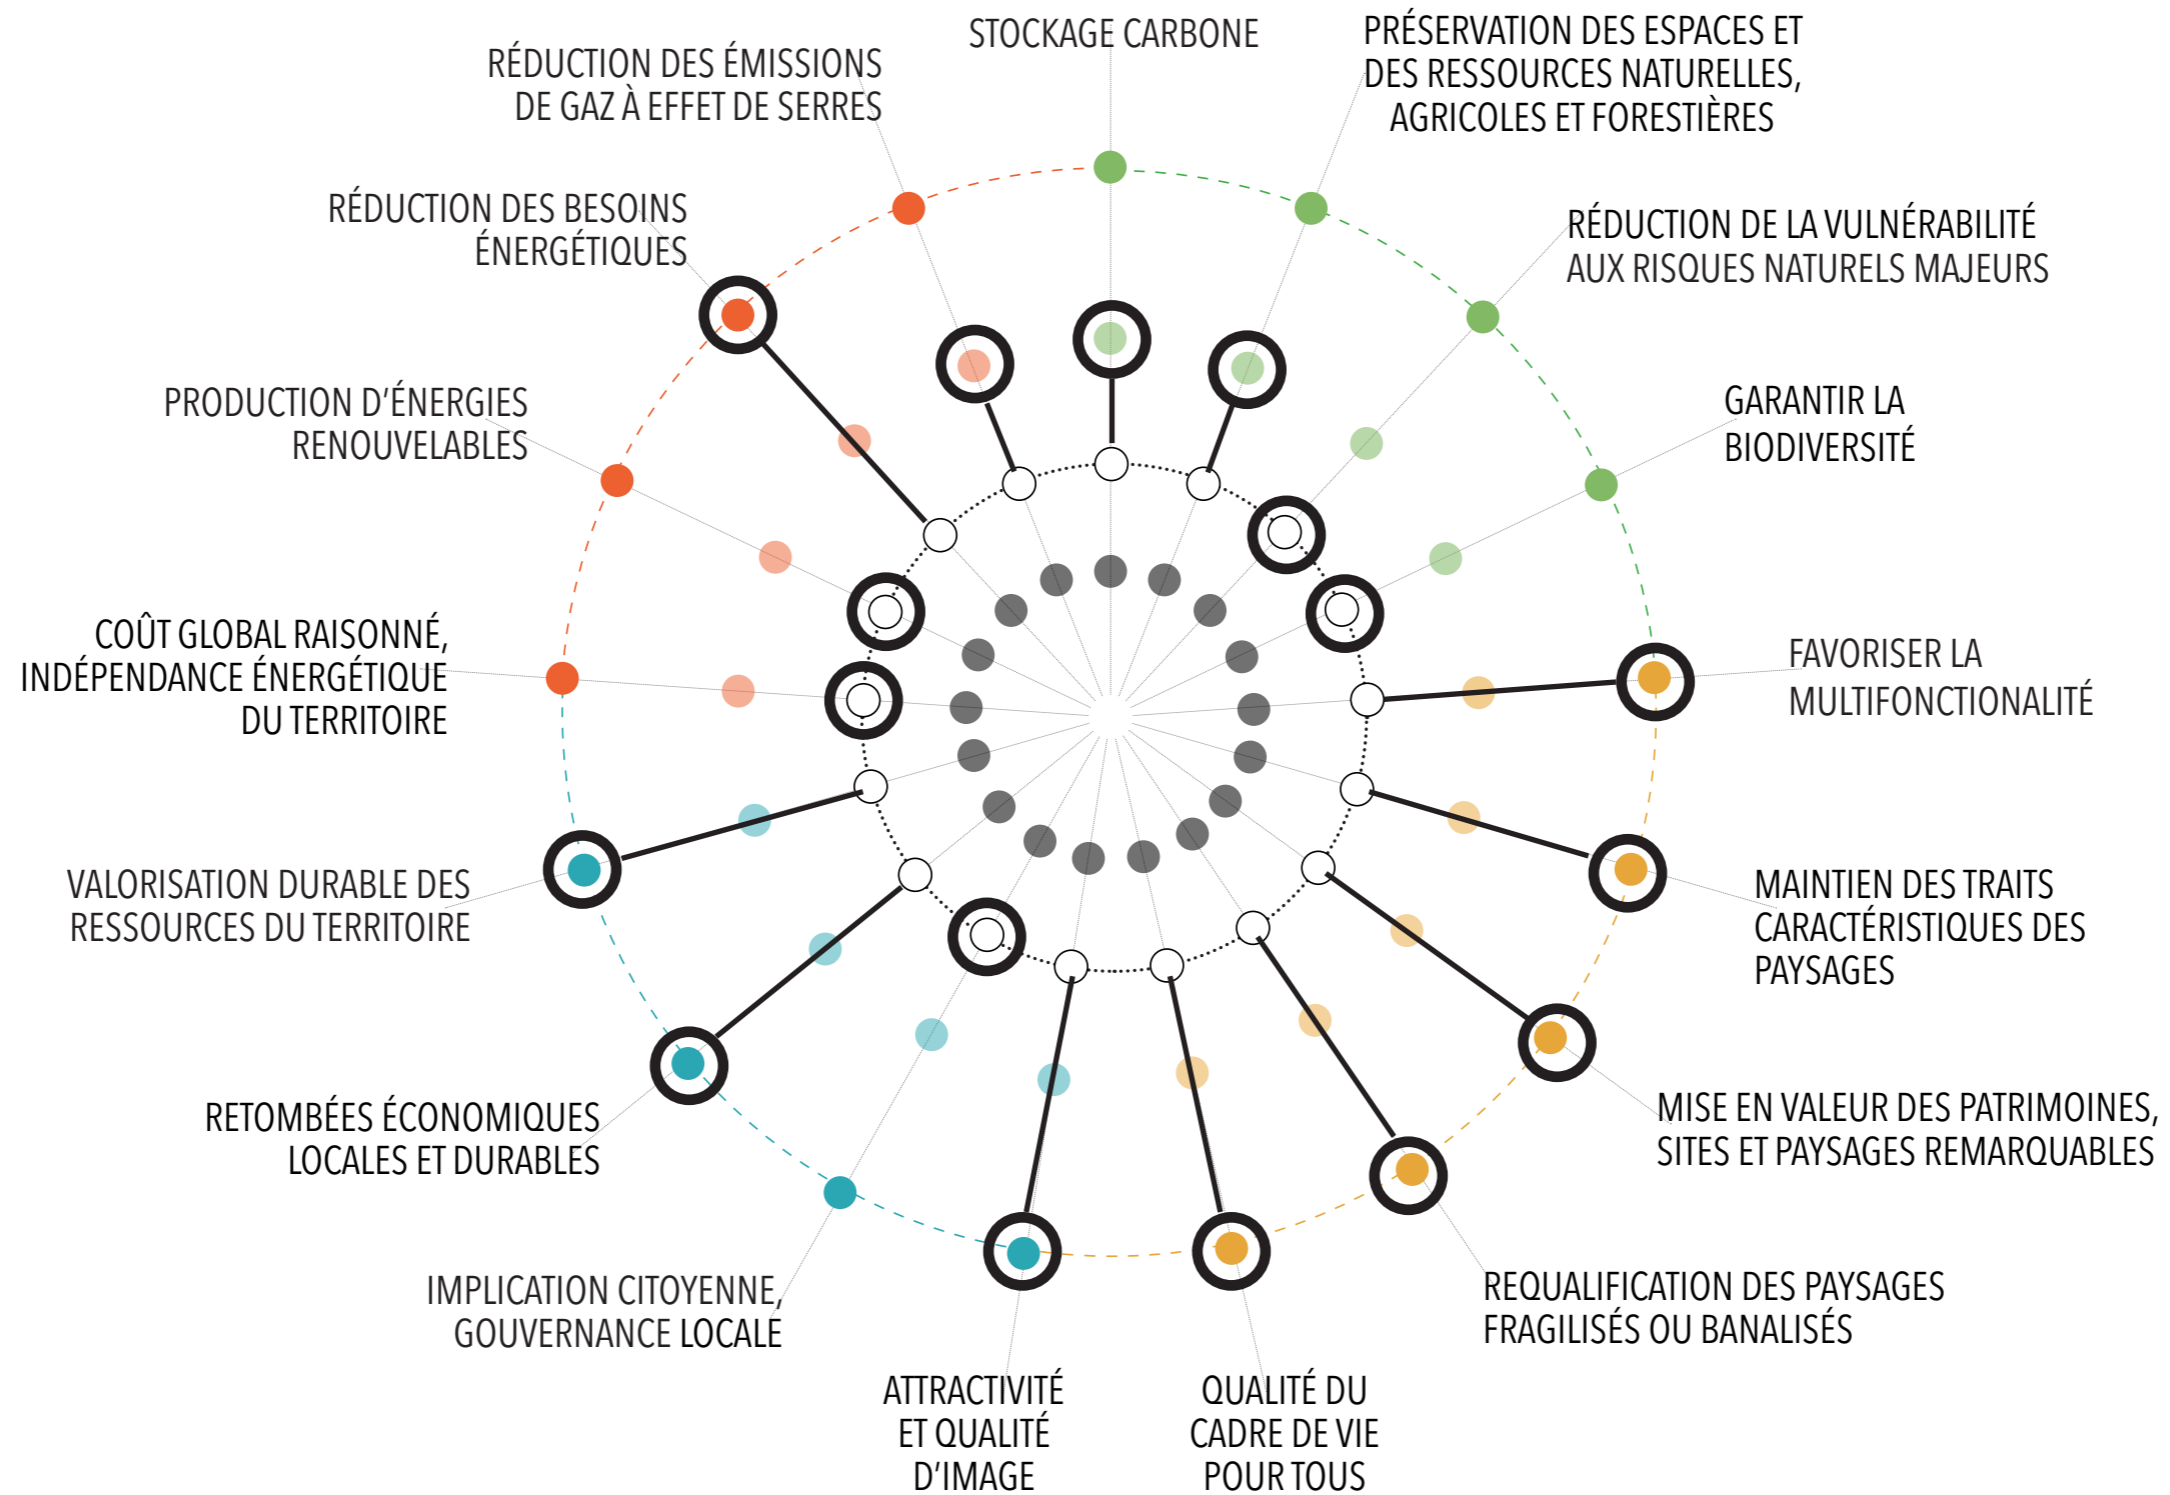 STOCKAGE CARBONE
PRÉSERVATION DES ESPACES ET
DES RESSOURCES NATURELLES,
AGRICOLES ET FORESTIÈRES
RÉDUCTION DE LA VULNÉRABILITÉ
AUX RISQUES NATURELS MAJEURS
GARANTIR LA
BIODIVERSITÉ
FAVORISER LA
MULTIFONCTIONALITÉ
MAINTIEN DES TRAITS
CARACTÉRISTIQUES DES
PAYSAGES
MISE EN VALEUR DES PATRIMOINES,
SITES ET PAYSAGES REMARQUABLES
REQUALIFICATION DES PAYSAGES
FRAGILISÉS OU BANALISÉS
QUALITÉ DU
CADRE DE VIE
POUR TOUS
ATTRACTIVITÉ
ET QUALITÉ
D'IMAGE
IMPLICATION CITOYENNE,
GOUVERNANCE LOCALE
RETOMBÉES ÉCONOMIQUES
LOCALES ET DURABLES
VALORISATION DURABLE DES
RESSOURCES DU TERRITOIRE
COÛT GLOBAL RAISONNÉ,
INDÉPENDANCE ÉNERGÉTIQUE
DU TERRITOIRE
PRODUCTION D'ÉNERGIES
RENOUVELABLES
RÉDUCTION DES BESOINS
ÉNERGÉTIQUES
RÉDUCTION DES ÉMISSIONS
DE GAZ À EFFET DE SERRES